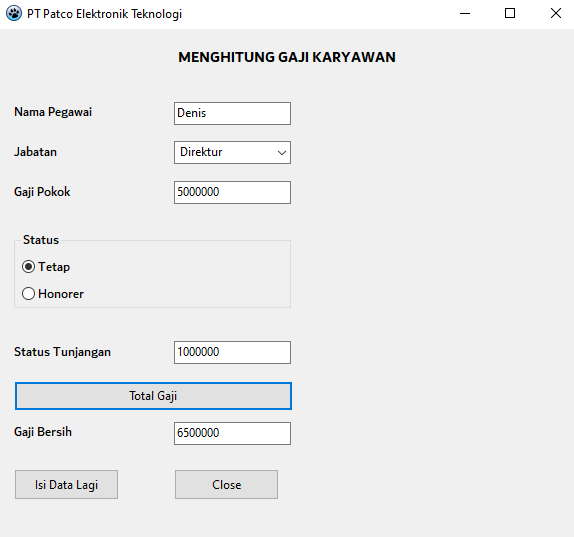 PT Patco Elektronik Teknologi
MENGHITUNG GAJI KARYAWAN
Nama Pegawai Denis
Jabatan Direktur
Gaji Pokok 5000000
Status
Tetap
Honorer
Status Tunjangan 1000000
Total Gaji
Gaji Bersih 6500000
Isi Data Lagi Close